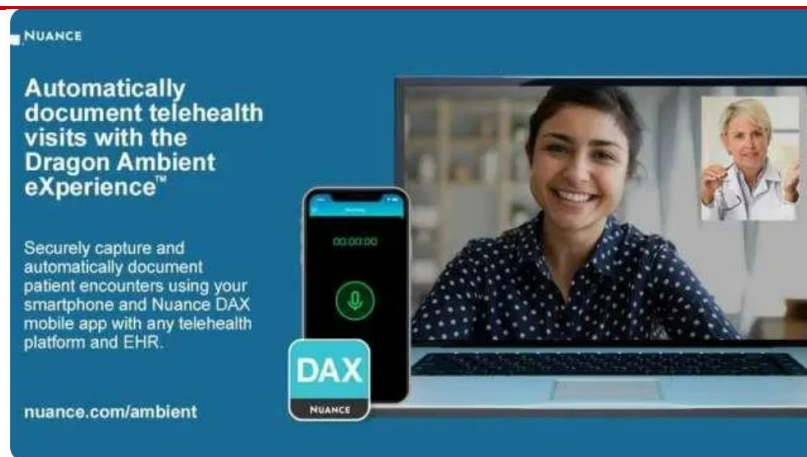 NUANCE
Automatically
document telehealth
visits with the
Dragon Ambient
eXperience™
Securely capture and
automatically document
patient encounters using your
smartphone and Nuance DAX
mobile app with any telehealth
platform and EHR.
nuance.com/ambient
00:00:00
DAX
NUANCE